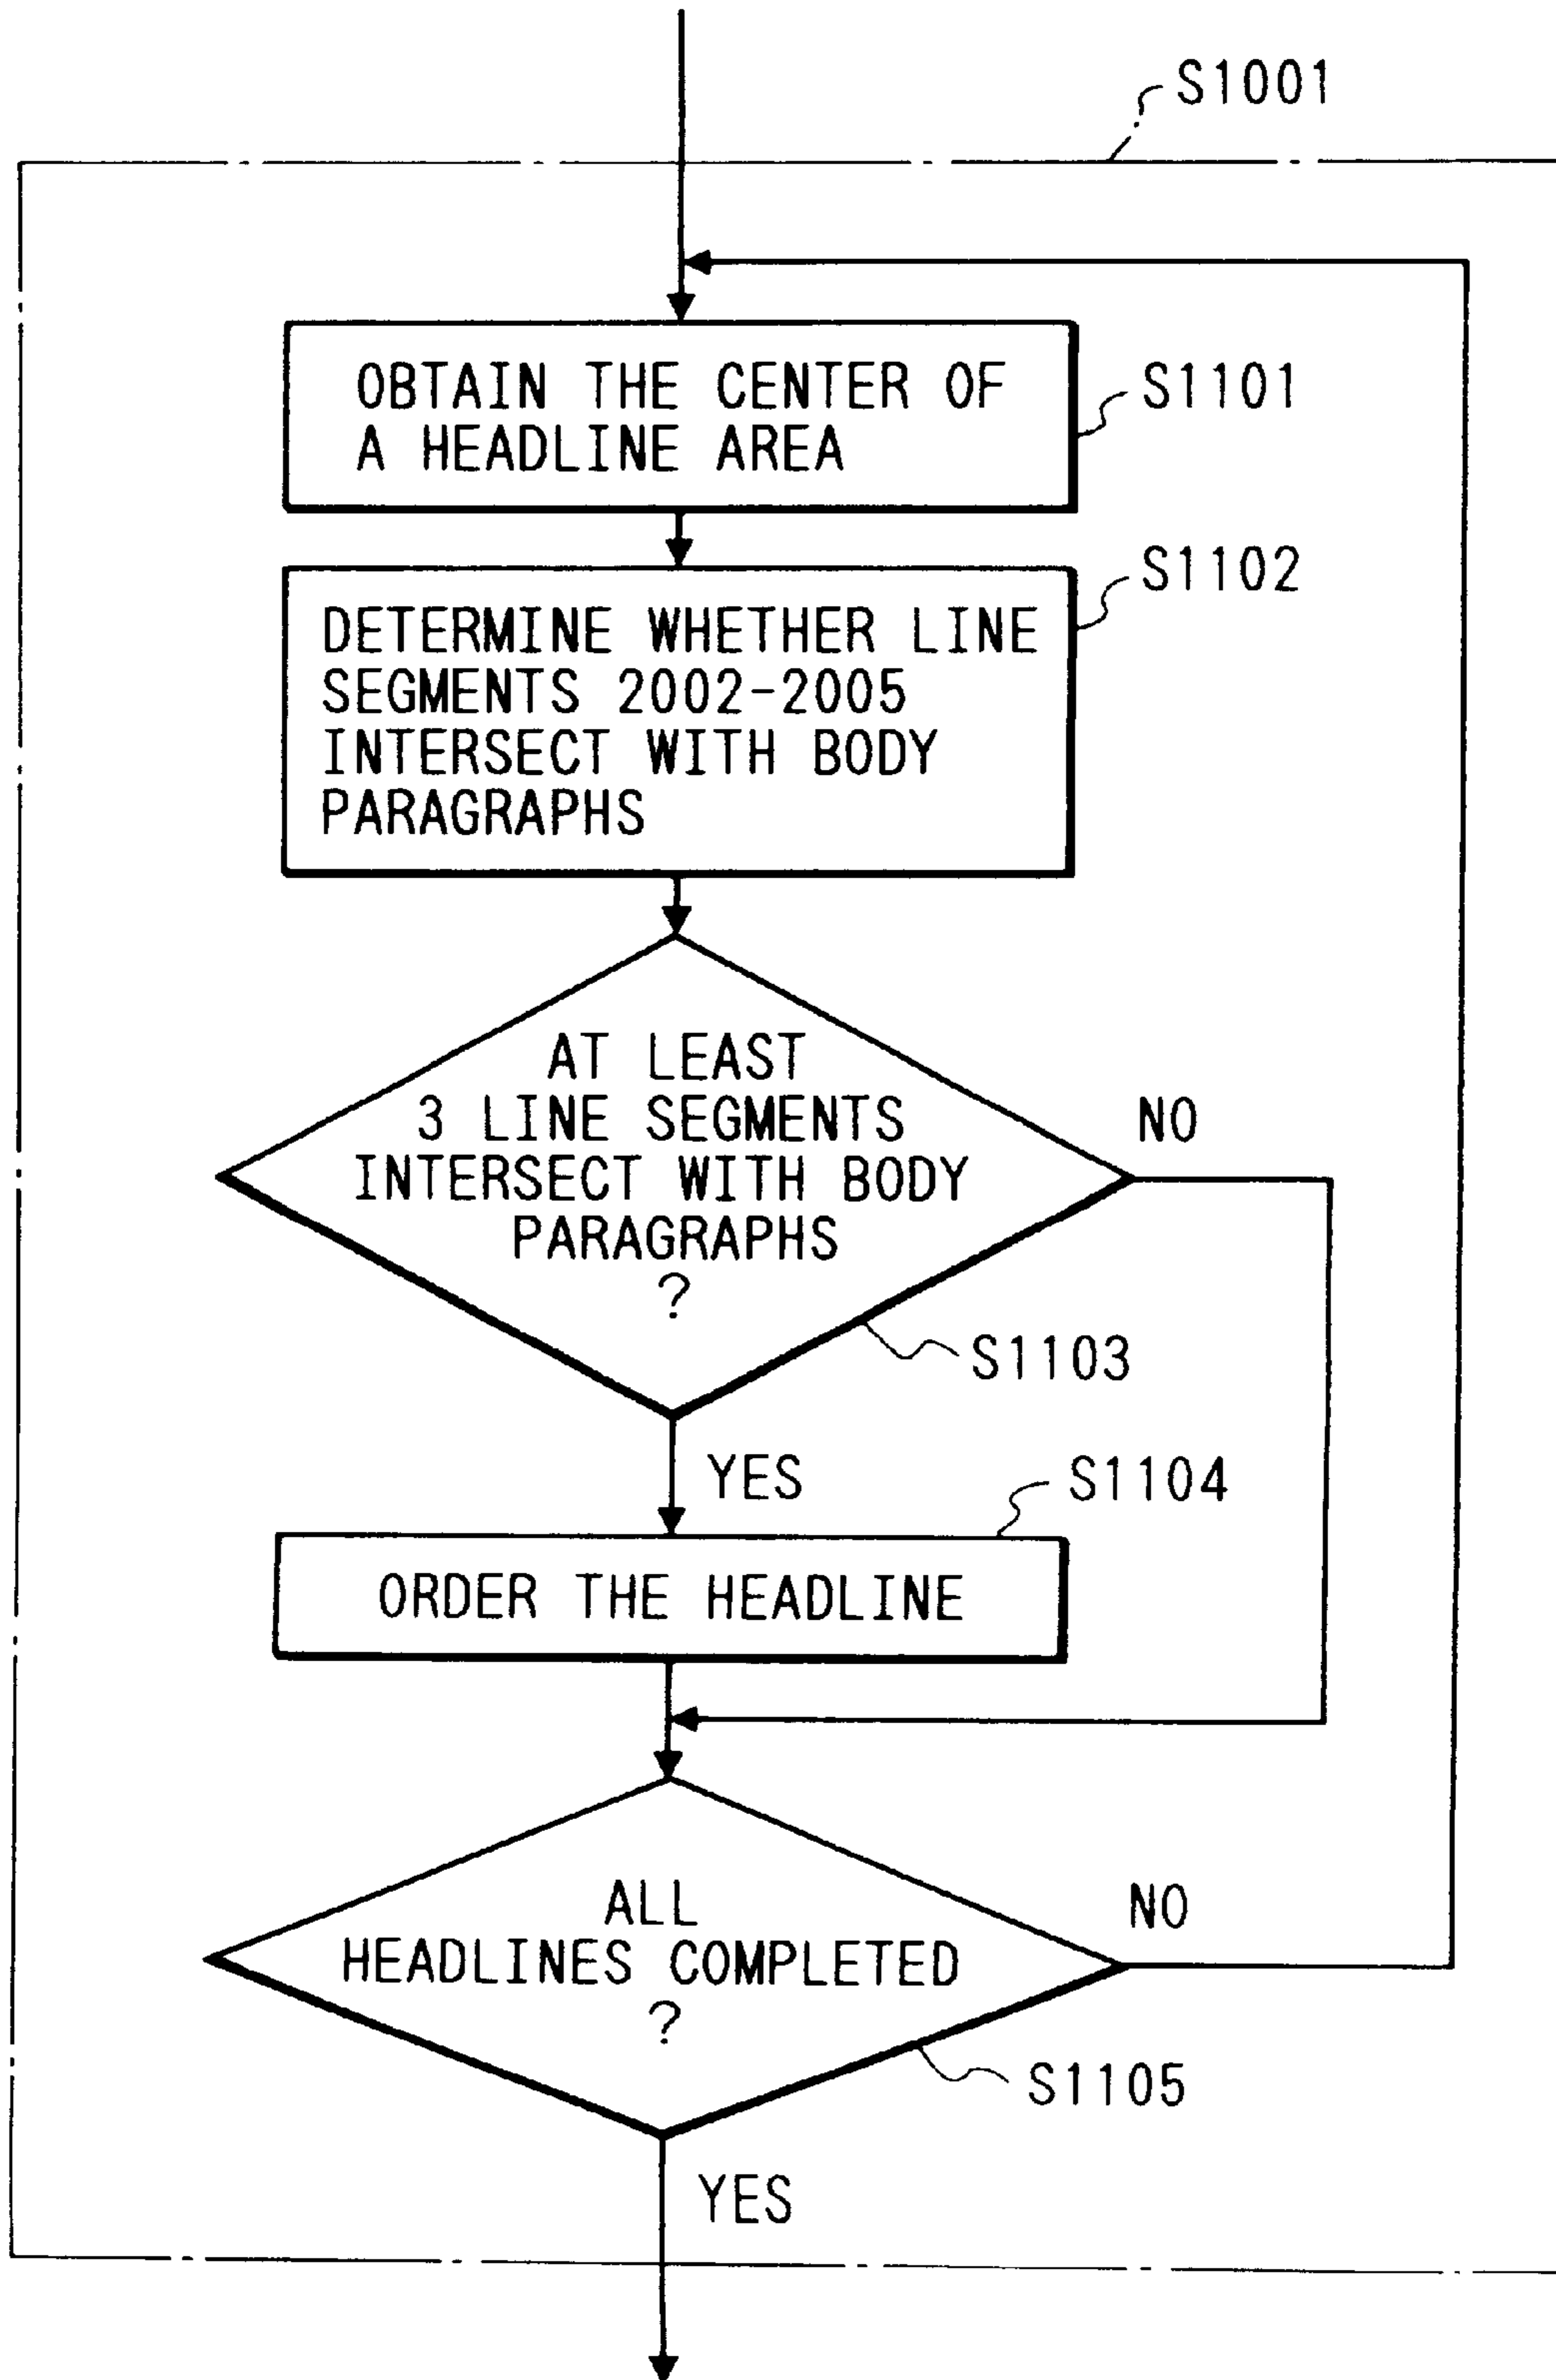 S1001
OBTAIN THE CENTER OF
A HEADLINE AREA
S1101
S1102
DETERMINE WHETHER LINE
SEGMENTS 2002-2005
INTERSECT WITH BODY
PARAGRAPHS
AT LEAST
3 LINE SEGMENTS
INTERSECT WITH BODY
PARAGRAPHS
?
NO
S1103
YES
S1104
ORDER THE HEADLINE
ALL
HEADLINES COMPLETED
?
NO
S1105
YES